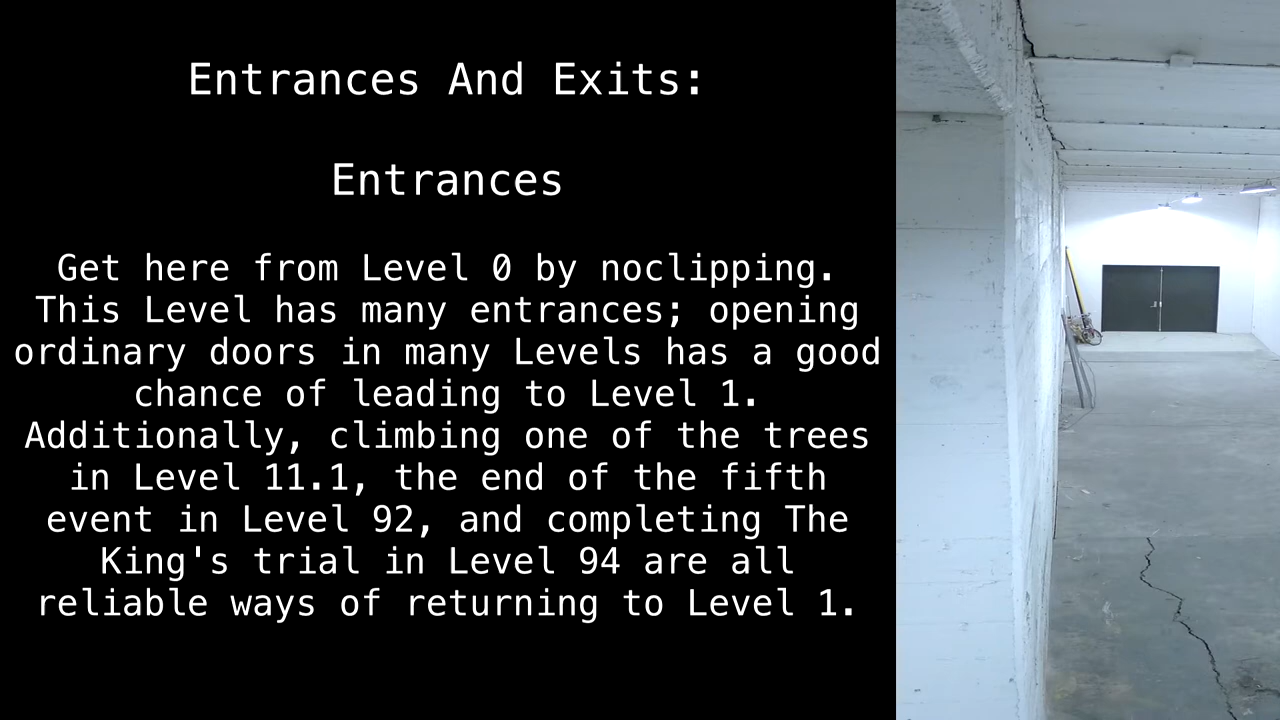 Entrances And Exits:
Entrances
Get here from Level 0 by noclipping.
This Level has many entrances; opening
ordinary doors in many Levels has a good
chance of leading to Level 1.
Additionally, climbing one of the trees
in Level 11.1, the end of the fifth
event in Level 92, and completing The
King's trial in Level 94 are all
reliable ways of returning to Level 1.